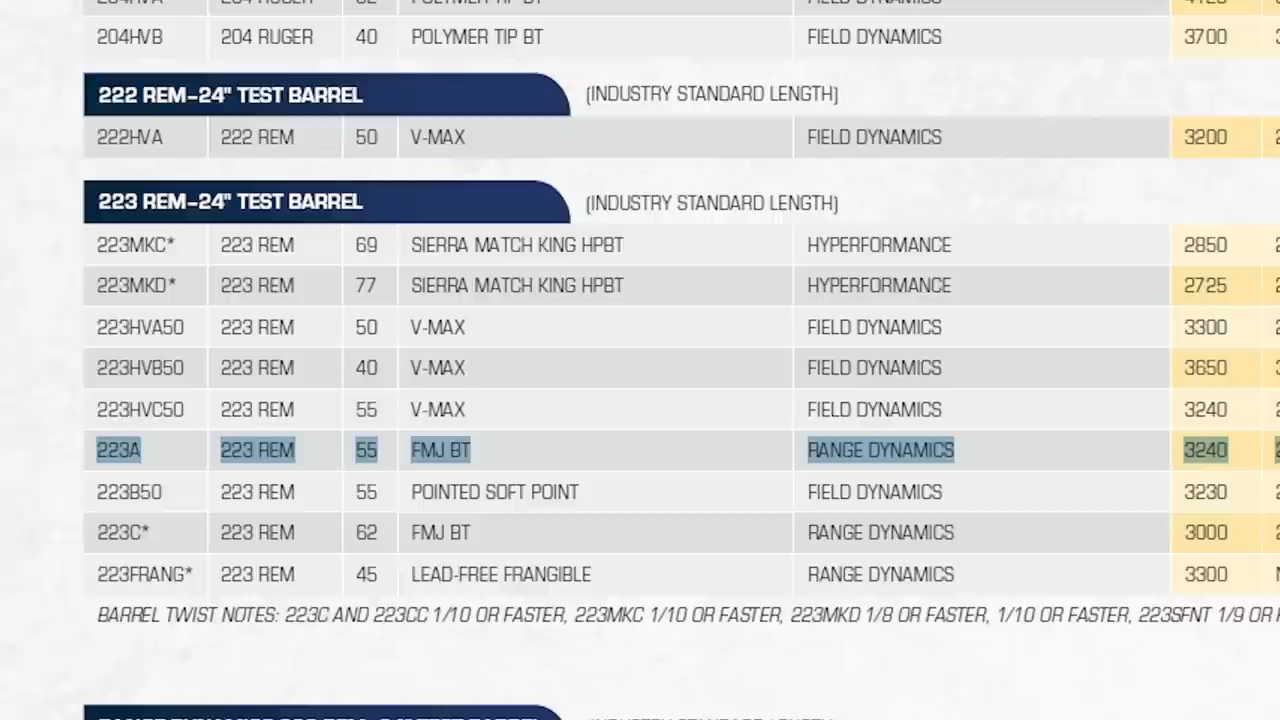 204HVB 204 RUGER 40 POLYMER TIP BT FIELD DYNAMICS 3700
222 REM–24" TEST BARREL (INDUSTRY STANDARD LENGTH)
222HVA 222 REM 50 V-MAX FIELD DYNAMICS 3200
223 REM–24" TEST BARREL (INDUSTRY STANDARD LENGTH)
223MKC* 223 REM 69 SIERRA MATCH KING HPBT HYPERFORMANCE 2850
223MKD* 223 REM 77 SIERRA MATCH KING HPBT HYPERFORMANCE 2725
223HVA50 223 REM 50 V-MAX FIELD DYNAMICS 3300
223HVB50 223 REM 40 V-MAX FIELD DYNAMICS 3650
223HVC50 223 REM 55 V-MAX FIELD DYNAMICS 3240
223A 223 REM 55 FMJ BT RANGE DYNAMICS 3240
223B50 223 REM 55 POINTED SOFT POINT FIELD DYNAMICS 3230
223C* 223 REM 62 FMJ BT RANGE DYNAMICS 3000
223FRANG* 223 REM 45 LEAD-FREE FRANGIBLE RANGE DYNAMICS 3300
BARREL TWIST NOTES: 223C AND 223CC 1/10 OR FASTER, 223MKC 1/10 OR FASTER, 223MKD 1/8 OR FASTER, 1/10 OR FASTER, 223SFNT 1/9 OR